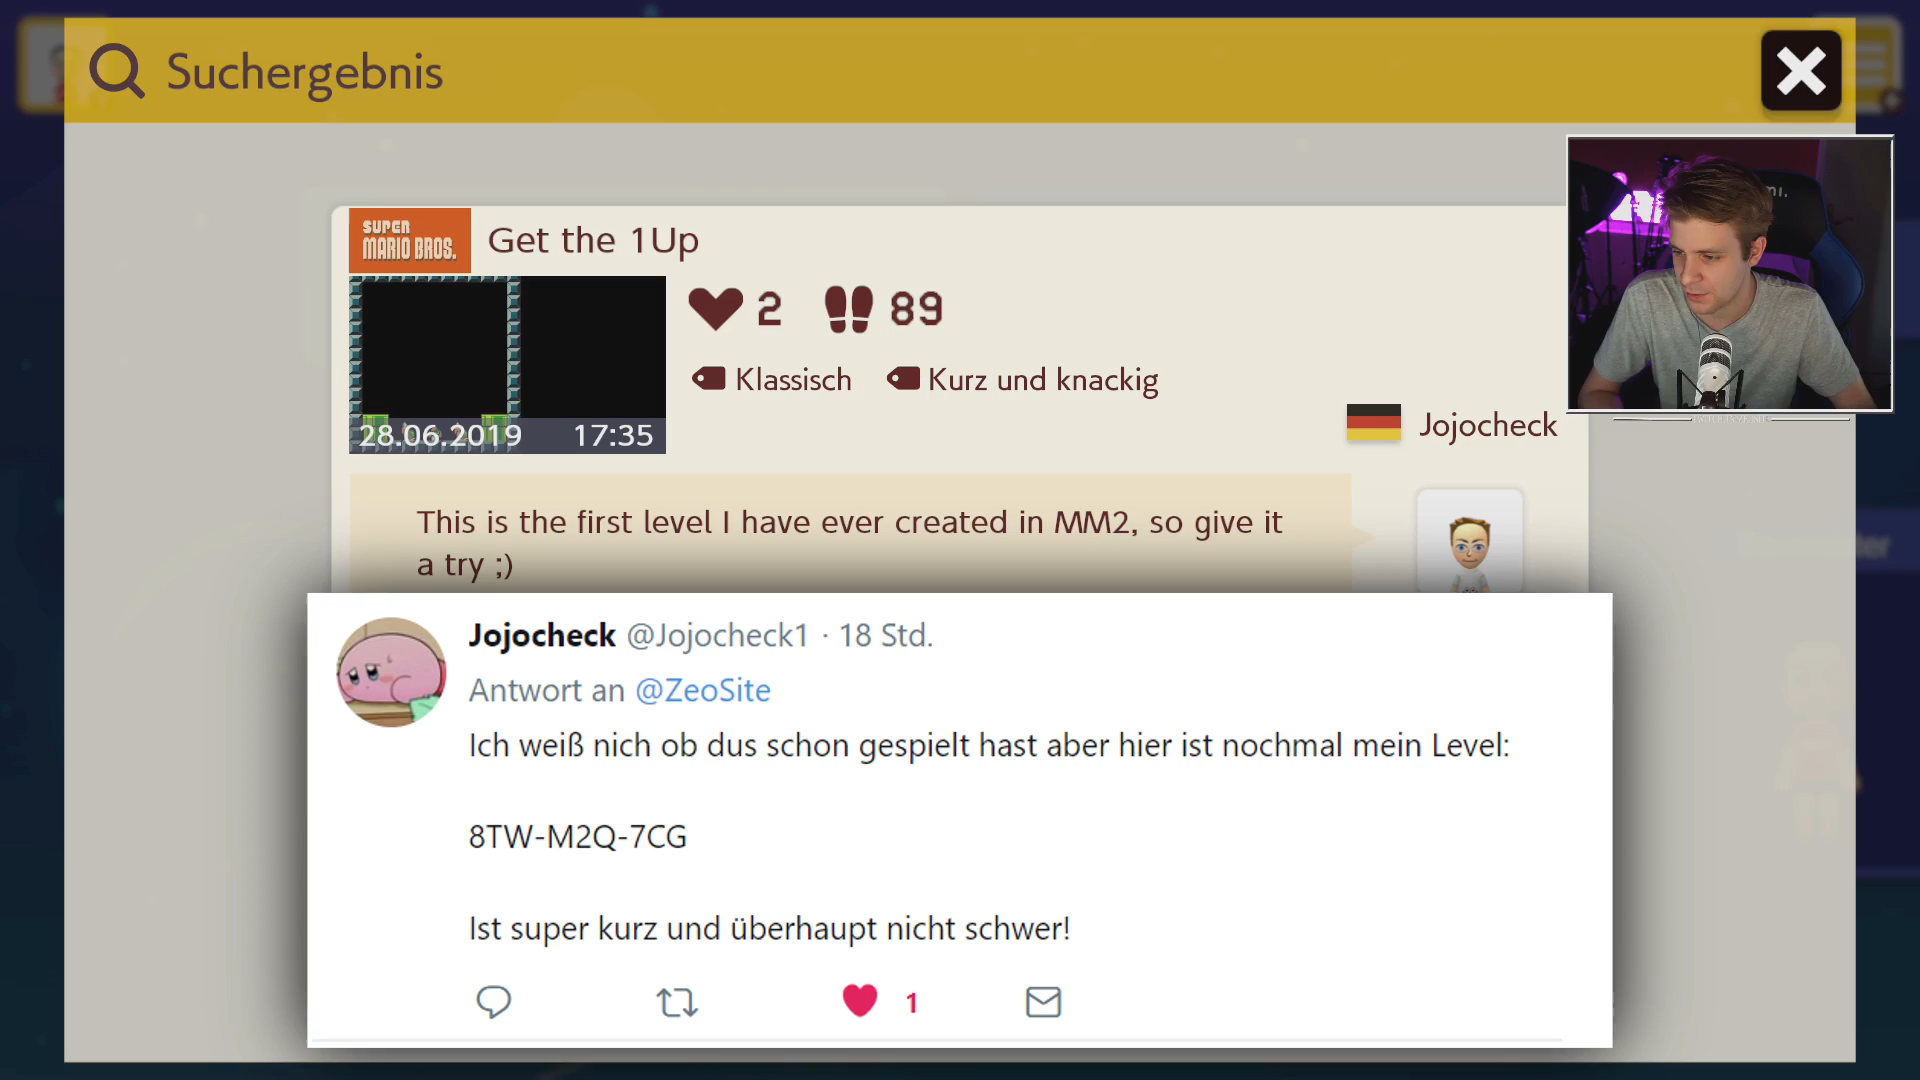 Suchergebnis
SUPER
MARIO BROS.
Get the 1Up
2
89
Klassisch
Kurz und knackig
28.06.2019 17:35
Jojocheck
This is the first level I have ever created in MM2, so give it
a try ;)
Jojocheck @Jojocheck1 · 18 Std.
Antwort an @ZeoSite
Ich weiß nich ob dus schon gespielt hast aber hier ist nochmal mein Level:
8TW-M2Q-7CG
Ist super kurz und überhaupt nicht schwer!
1